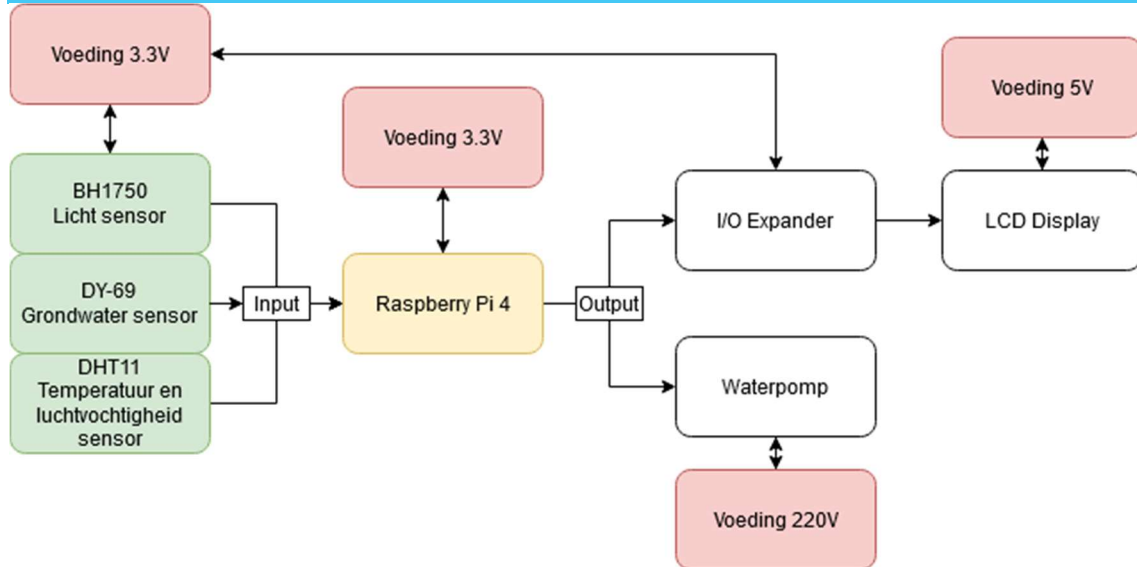 Voeding 3.3V
Voeding 5V
Voeding 3.3V
BH1750
Licht sensor
I/O Expander
LCD Display
DY-69
Grondwater sensor
Input
Raspberry Pi 4
Output
DHT11
Temperatuur en
luchtvochtigheid
sensor
Waterpomp
Voeding 220V